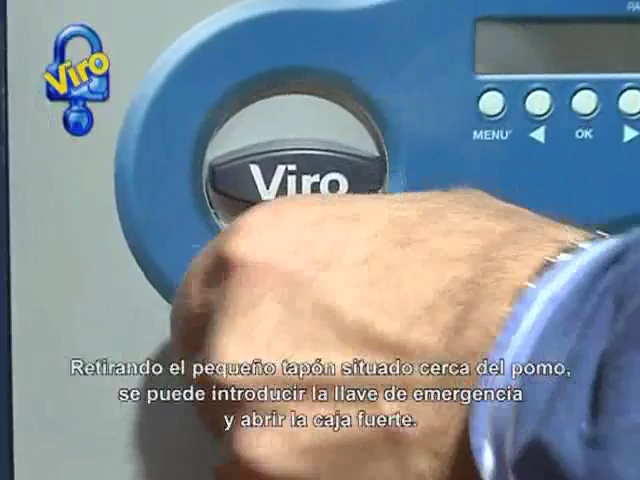 Viro
PA
MENU'
OK
Viro
Retirando el pequeño tapón situado cerca del pomo,
se puede introducir la llave de emergencia
y abrir la caja fuerte.